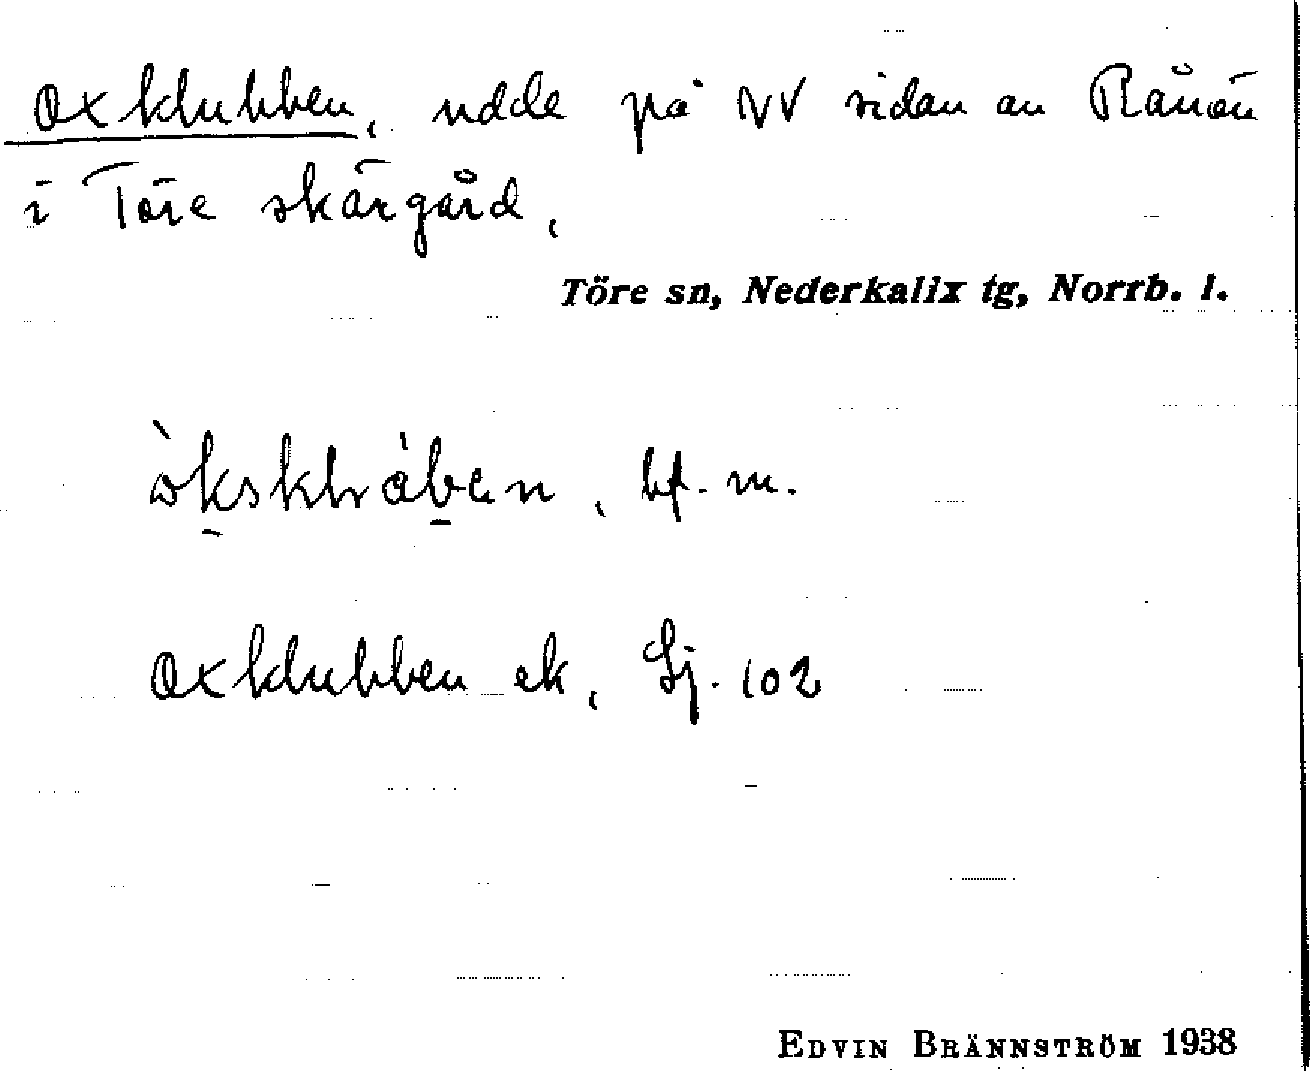 Oxklubben, udde på NV sidan av Rånön
i Töre skärgård,
Töre sn, Nederkalix tg, Norrb. l.
bf. m.
Oxklubben ek, Sj. 102
EDVIN BRÄNNSTRÖM 1938